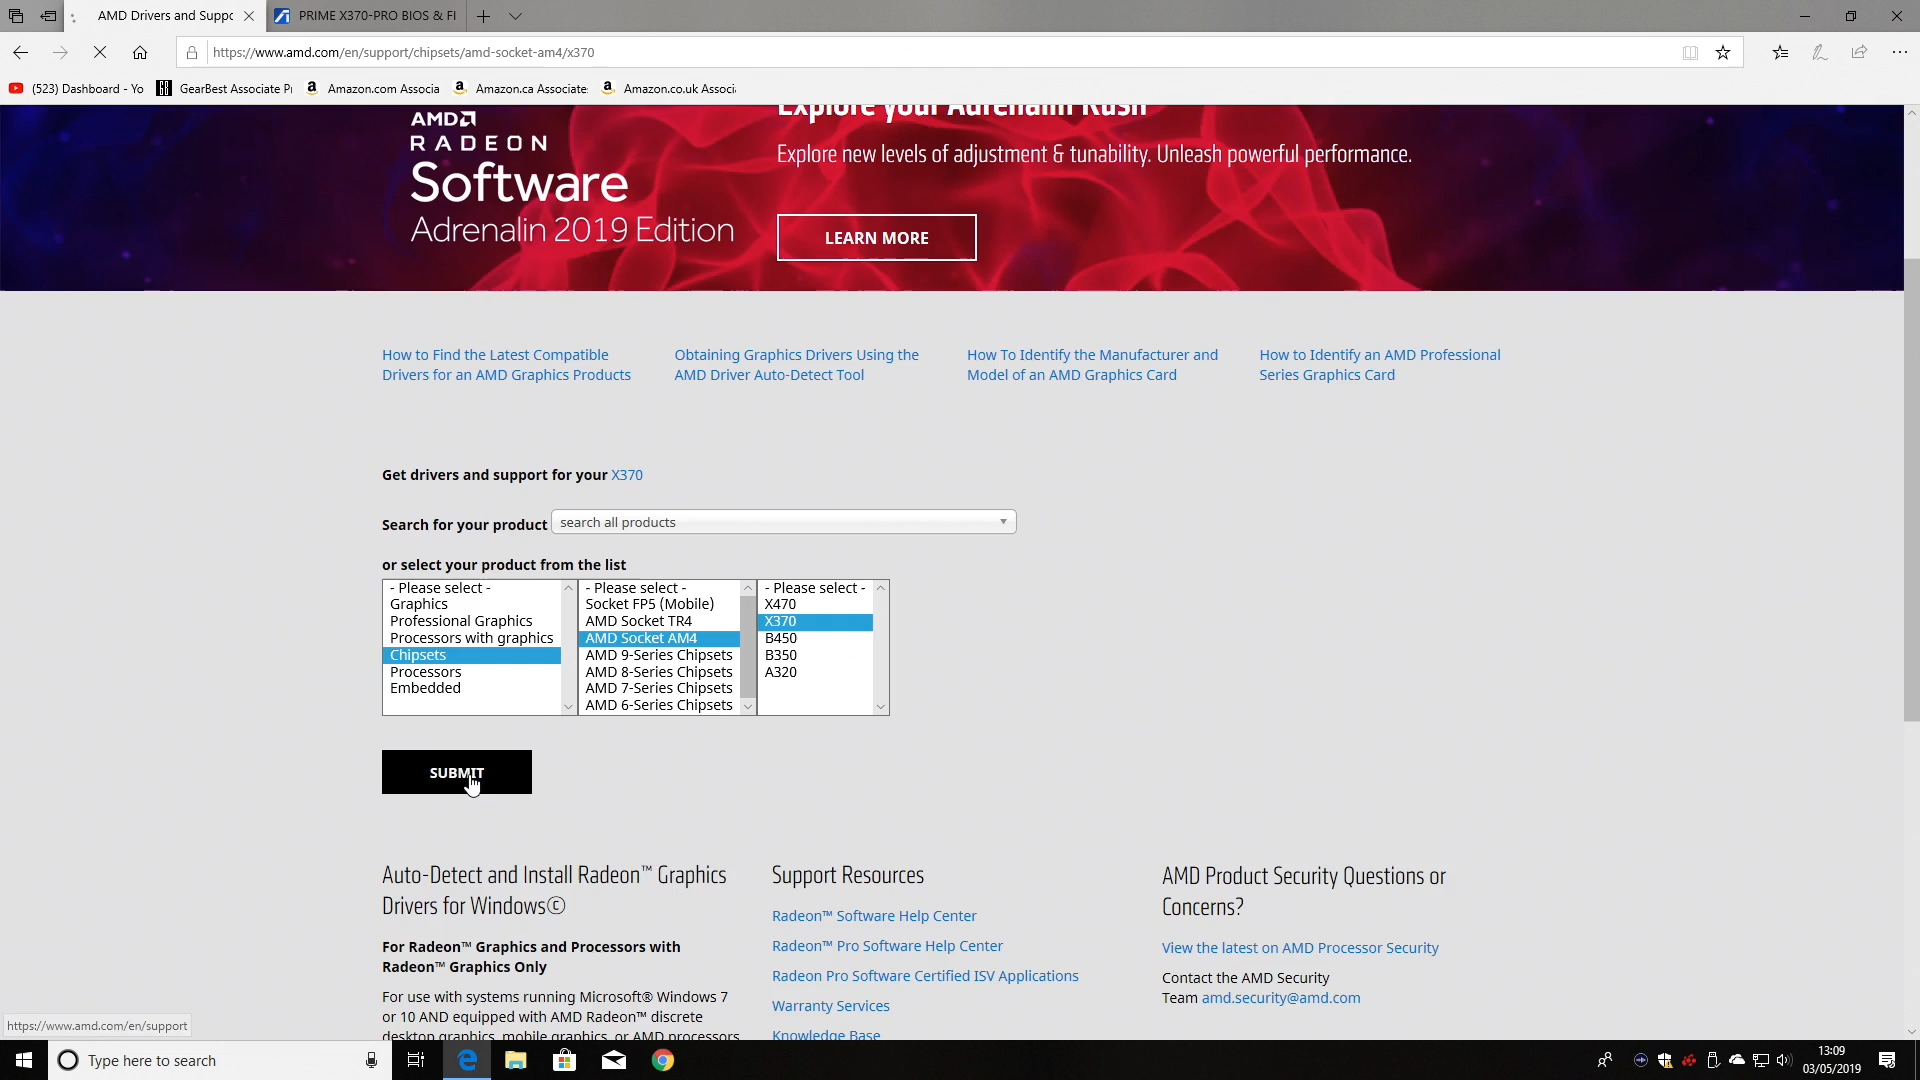 AMD Drivers and Suppo
PRIME X370-PRO BIOS & FI
https://www.amd.com/en/support/chipsets/amd-socket-am4/x370
(523) Dashboard - Yo
GearBest Associate P
Amazon.com Associa
Amazon.ca Associate
Amazon.co.uk Associ
AMD
RADEON
Software
Adrenalin 2019 Edition
Explore your Adrenalin Rush
Explore new levels of adjustment & tunability. Unleash powerful performance.
LEARN MORE
How to Find the Latest Compatible
Drivers for an AMD Graphics Products
Obtaining Graphics Drivers Using the
AMD Driver Auto-Detect Tool
How To Identify the Manufacturer and
Model of an AMD Graphics Card
How to Identify an AMD Professional
Series Graphics Card
Get drivers and support for your X370
Search for your product search all products
or select your product from the list
- Please select -
Graphics
Professional Graphics
Processors with graphics
Chipsets
Processors
Embedded
- Please select -
Socket FP5 (Mobile)
AMD Socket TR4
AMD Socket AM4
AMD 9-Series Chipsets
AMD 8-Series Chipsets
AMD 7-Series Chipsets
AMD 6-Series Chipsets
- Please select -
X470
X370
B450
B350
A320
SUBMIT
Auto-Detect and Install Radeon™ Graphics
Drivers for Windows©
For Radeon™ Graphics and Processors with
Radeon™ Graphics Only
For use with systems running Microsoft® Windows 7
or 10 AND equipped with AMD Radeon™ discrete
desktop graphics, mobile graphics, or AMD processors
Support Resources
Radeon™ Software Help Center
Radeon™ Pro Software Help Center
Radeon Pro Software Certified ISV Applications
Warranty Services
Knowledge Base
AMD Product Security Questions or
Concerns?
View the latest on AMD Processor Security
Contact the AMD Security
Team amd.security@amd.com
https://www.amd.com/en/support
Type here to search
13:09
03/05/2019